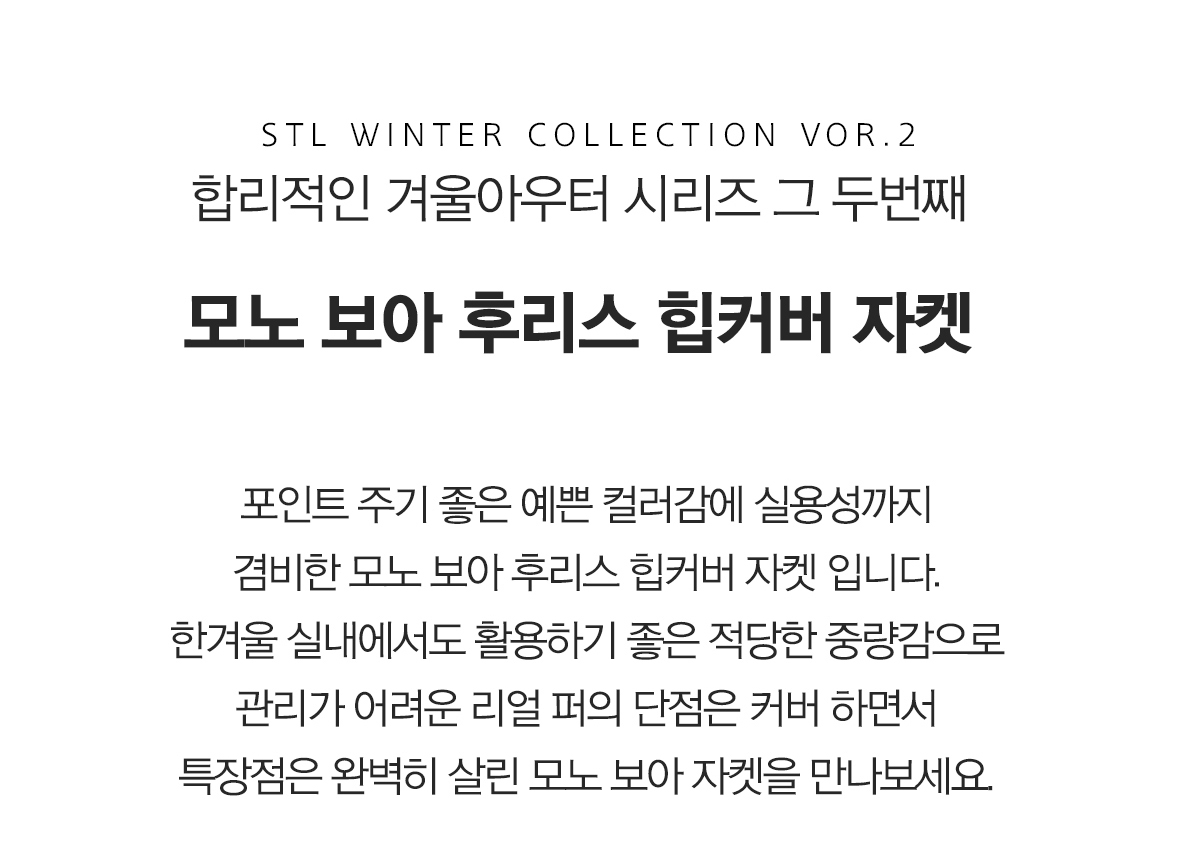 STL WINTER COLLECTION VOR.2
합리적인 겨울아우터 시리즈 그 두번째
모노 보아 후리스 힙커버 자켓
포인트 주기 좋은 예쁜 컬러감에 실용성까지
겸비한 모노 보아 후리스 힙커버 자켓 입니다.
한겨울 실내에서도 활용하기 좋은 적당한 중량감으로
관리가 어려운 리얼 퍼의 단점은 커버 하면서
특장점은 완벽히 살린 모노 보아 자켓을 만나보세요.